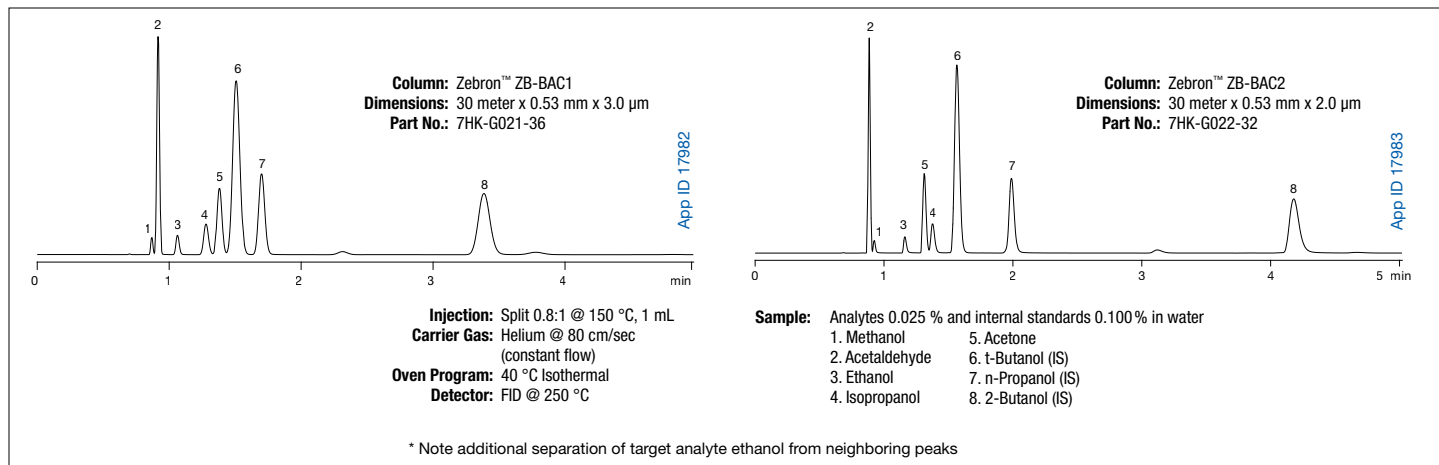 2
6
7
5
4
3
1
8
Column: Zebron™ ZB-BAC1
Dimensions: 30 meter x 0.53 mm x 3.0 µm
Part No.: 7HK-G021-36
App ID 17982
0 1 2 3 4 min
2
6
5
7
4
3
1
8
Column: Zebron™ ZB-BAC2
Dimensions: 30 meter x 0.53 mm x 2.0 µm
Part No.: 7HK-G022-32
App ID 17983
0 1 2 3 4 5 min
Injection: Split 0.8:1 @ 150 °C, 1 mL
Carrier Gas: Helium @ 80 cm/sec
(constant flow)
Oven Program: 40 °C Isothermal
Detector: FID @ 250 °C
Sample: Analytes 0.025 % and internal standards 0.100 % in water
1. Methanol
2. Acetaldehyde
3. Ethanol
4. Isopropanol
5. Acetone
6. t-Butanol (IS)
7. n-Propanol (IS)
8. 2-Butanol (IS)
* Note additional separation of target analyte ethanol from neighboring peaks